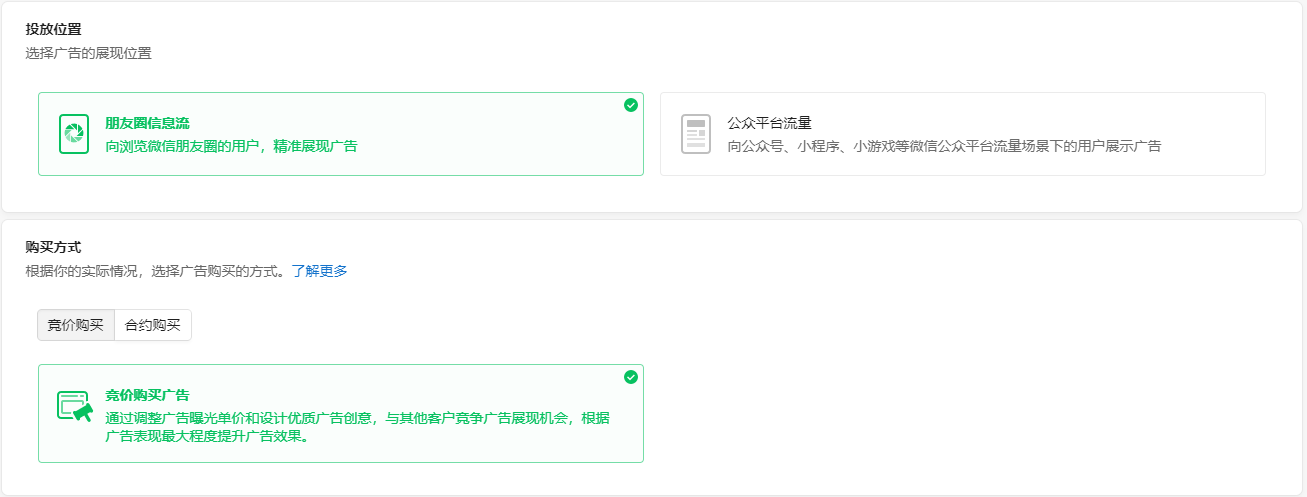 投放位置
选择广告的展现位置
朋友圈信息流
向浏览微信朋友圈的用户，精准展现广告
公众平台流量
向公众号、小程序、小游戏等微信公众平台流量场景下的用户展示广告
购买方式
根据你的实际情况，选择广告购买的方式。了解更多
竞价购买
合约购买
竞价购买广告
通过调整广告曝光单价和设计优质广告创意，与其他客户竞争广告展现机会，根据
广告表现最大程度提升广告效果。